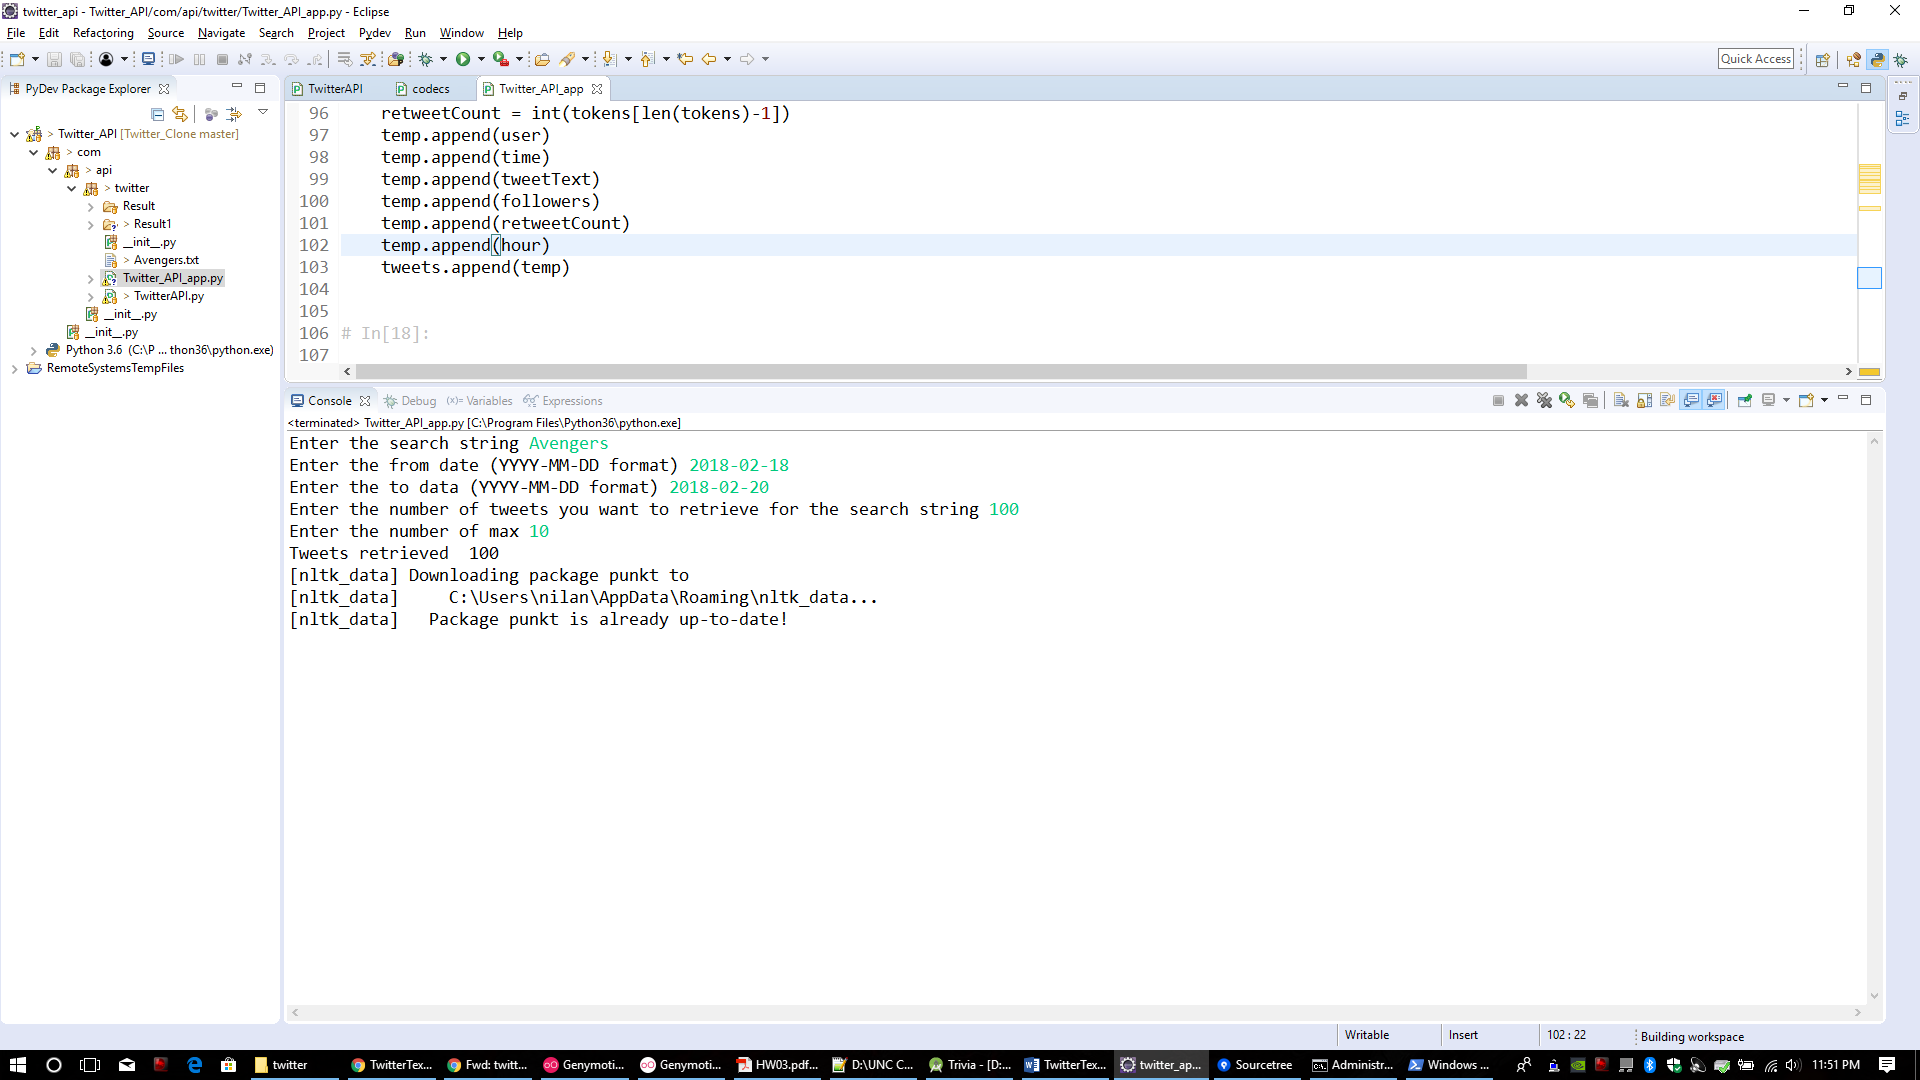 twitter_api - Twitter_API/com/api/twitter/Twitter_API_app.py - Eclipse
File Edit Refactoring Source Navigate Search Project Pydev Run Window Help
Quick Access
PyDev Package Explorer
Twitter_API [Twitter_Clone master]
> com
> api
> twitter
Result
> Result1
__init__.py
> Avengers.txt
Twitter_API_app.py
> TwitterAPI.py
__init__.py
__init__.py
Python 3.6 (C:\P ... thon36\python.exe)
RemoteSystemsTempFiles
TwitterAPI codecs Twitter_API_app
96 retweetCount = int(tokens[len(tokens)-1])
97 temp.append(user)
98 temp.append(time)
99 temp.append(tweetText)
100 temp.append(followers)
101 temp.append(retweetCount)
102 temp.append(hour)
103 tweets.append(temp)
104
105
106 # In[18]:
107
Console Debug (x)= Variables Expressions
<terminated> Twitter_API_app.py [C:\Program Files\Python36\python.exe]
Enter the search string Avengers
Enter the from date (YYYY-MM-DD format) 2018-02-18
Enter the to data (YYYY-MM-DD format) 2018-02-20
Enter the number of tweets you want to retrieve for the search string 100
Enter the number of max 10
Tweets retrieved  100
[nltk_data] Downloading package punkt to
[nltk_data]     C:\Users\nilan\AppData\Roaming\nltk_data...
[nltk_data]   Package punkt is already up-to-date!
Writable Insert 102 : 22 Building workspace
twitter TwitterTex... Fwd: twitt... Genymoti... Genymoti... HW03.pdf... D:\UNC C... Trivia - [D:... TwitterTex... twitter_ap... Sourcetree Administr... Windows ... 11:51 PM